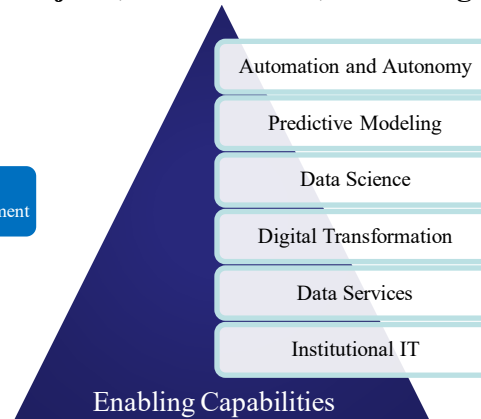 Automation and Autonomy
Predictive Modeling
Data Science
Digital Transformation
Data Services
Institutional IT
Enabling Capabilities